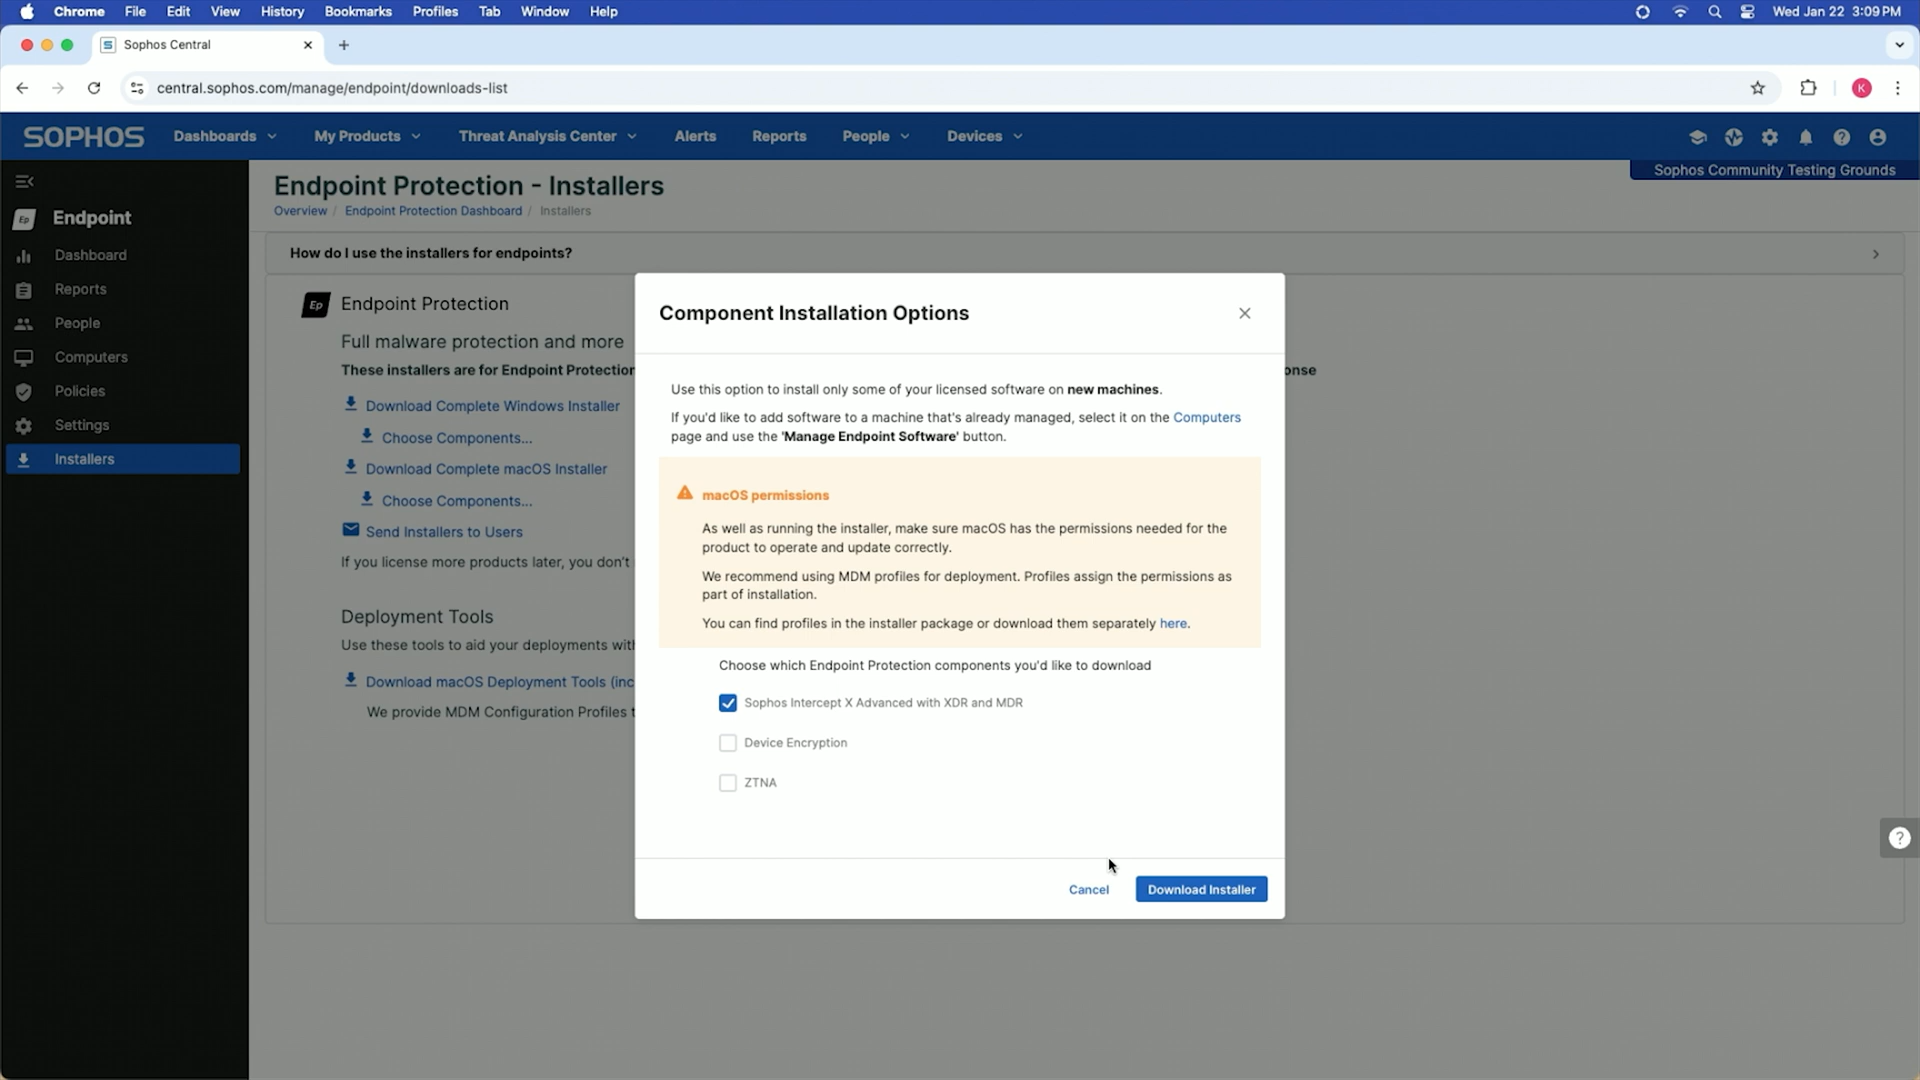 Chrome File Edit View History Bookmarks Profiles Tab Window Help Wed Jan 22 3:09 PM
S Sophos Central
central.sophos.com/manage/endpoint/downloads-list K
SOPHOS Dashboards My Products Threat Analysis Center Alerts Reports People Devices
Sophos Community Testing Grounds
Ep Endpoint
Dashboard
Reports
People
Computers
Policies
Settings
Installers
Endpoint Protection - Installers
Overview / Endpoint Protection Dashboard / Installers
How do I use the installers for endpoints?
Ep Endpoint Protection
Full malware protection and more
These installers are for Endpoint Protection onse
Download Complete Windows Installer
Choose Components...
Download Complete macOS Installer
Choose Components...
Send Installers to Users
If you license more products later, you don't
Deployment Tools
Use these tools to aid your deployments with
Download macOS Deployment Tools (inc
We provide MDM Configuration Profiles t
Component Installation Options
Use this option to install only some of your licensed software on new machines.
If you'd like to add software to a machine that's already managed, select it on the Computers
page and use the 'Manage Endpoint Software' button.
macOS permissions
As well as running the installer, make sure macOS has the permissions needed for the
product to operate and update correctly.
We recommend using MDM profiles for deployment. Profiles assign the permissions as
part of installation.
You can find profiles in the installer package or download them separately here.
Choose which Endpoint Protection components you'd like to download
Sophos Intercept X Advanced with XDR and MDR
Device Encryption
ZTNA
Cancel Download Installer